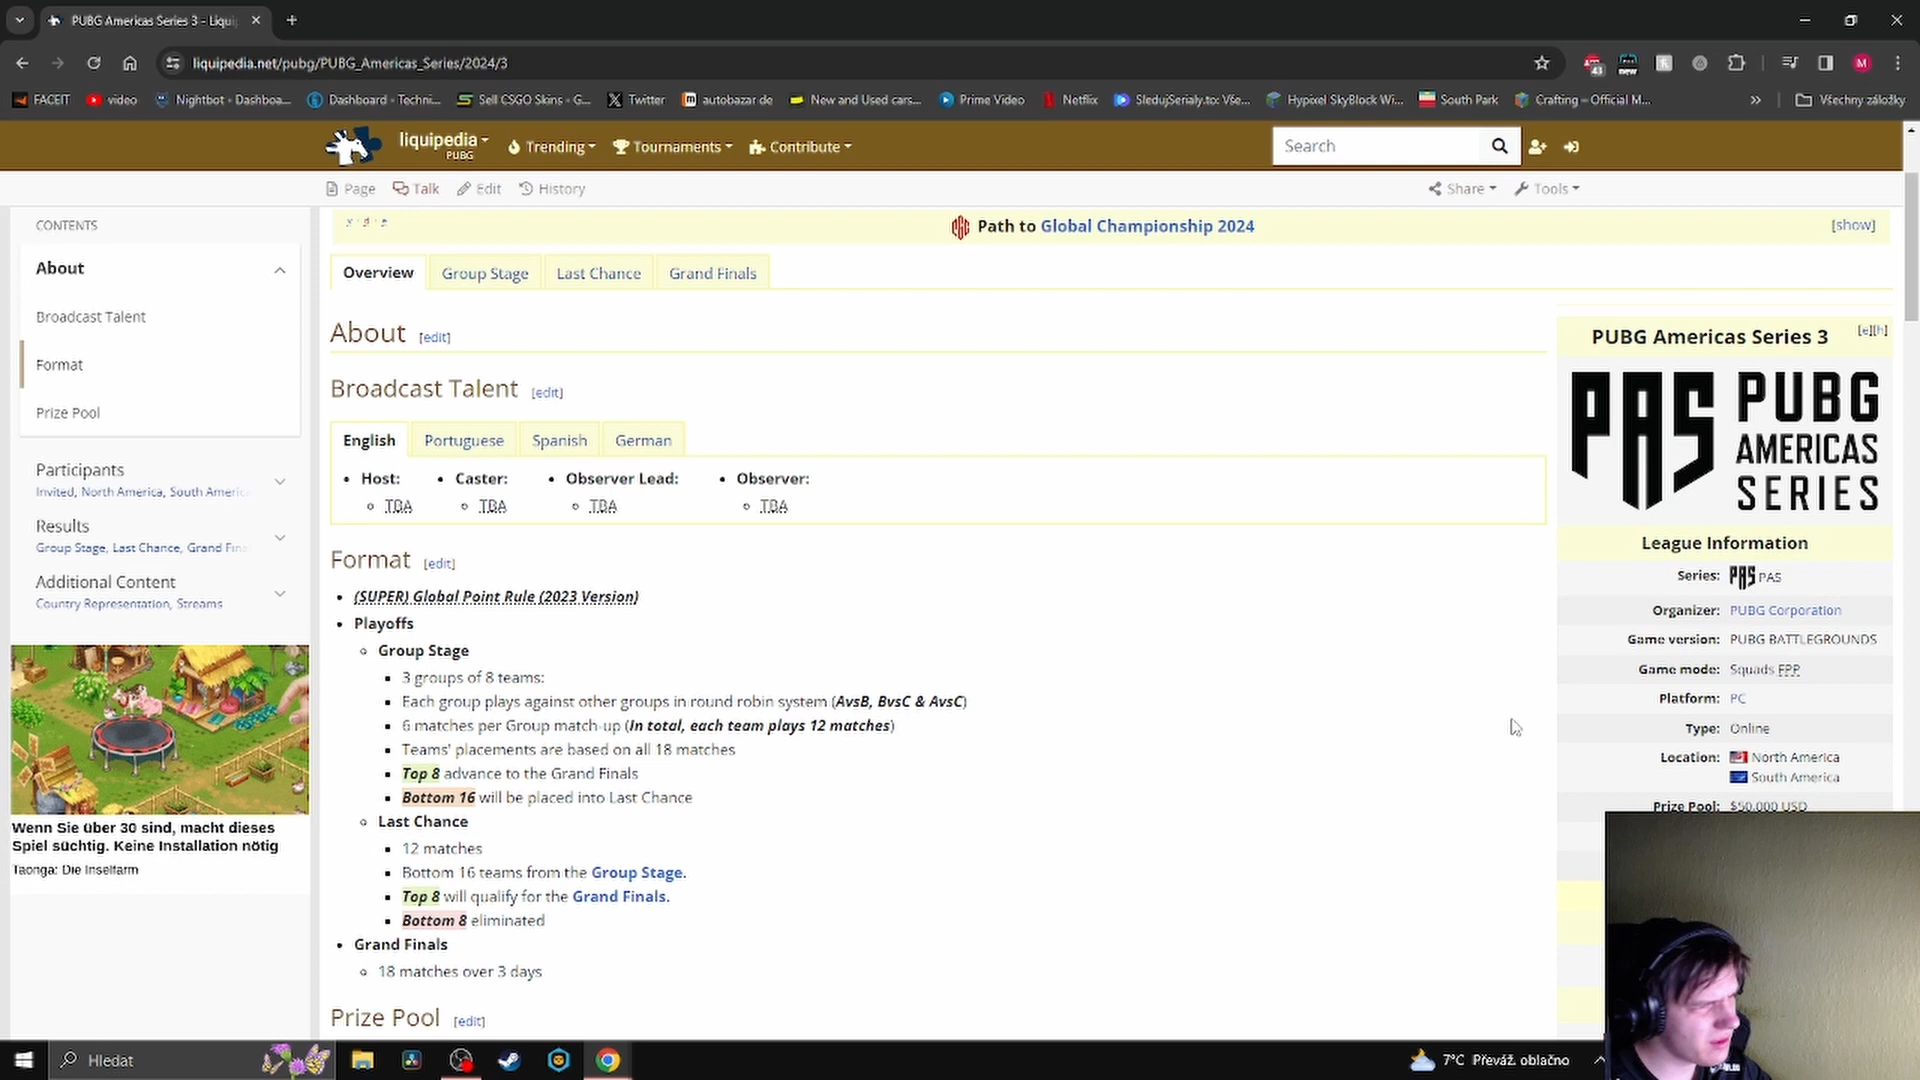 PUBG Americas Series 3 - Liqui
liquipedia.net/pubg/PUBG_Americas_Series/2024/3
43
new
M
FACEIT
video
Nightbot - Dashboa...
Dashboard - Techni...
Sell CSGO Skins - G...
Twitter
autobazar de
New and Used cars...
Prime Video
Netflix
SledujSerialy.to: Vše...
Hypixel SkyBlock Wi...
South Park
Crafting – Official M...
Všechny záložky
liquipedia
PUBG
Trending
Tournaments
Contribute
Search
Page
Talk
Edit
History
Share
Tools
CONTENTS
About
Broadcast Talent
Format
Prize Pool
Participants
Invited, North America, South Americ
Results
Group Stage, Last Chance, Grand Fin
Additional Content
Country Representation, Streams
Wenn Sie über 30 sind, macht dieses
Spiel süchtig. Keine Installation nötig
Taonga: Die Inselfarm
Path to Global Championship 2024
[show]
Overview
Group Stage
Last Chance
Grand Finals
About [edit]
Broadcast Talent [edit]
English
Portuguese
Spanish
German
Host:
Caster:
Observer Lead:
Observer:
TBA
TBA
TBA
TBA
Format [edit]
(SUPER) Global Point Rule (2023 Version)
Playoffs
Group Stage
3 groups of 8 teams:
Each group plays against other groups in round robin system (AvsB, BvsC & AvsC)
6 matches per Group match-up (In total, each team plays 12 matches)
Teams' placements are based on all 18 matches
Top 8 advance to the Grand Finals
Bottom 16 will be placed into Last Chance
Last Chance
12 matches
Bottom 16 teams from the Group Stage.
Top 8 will qualify for the Grand Finals.
Bottom 8 eliminated
Grand Finals
18 matches over 3 days
Prize Pool [edit]
PUBG Americas Series 3
[e][h]
PAS PUBG
AMERICAS
SERIES
League Information
Series: PAS PAS
Organizer: PUBG Corporation
Game version: PUBG BATTLEGROUNDS
Game mode: Squads FPP
Platform: PC
Type: Online
Location: North America
South America
Prize Pool: $50,000 USD
Hledat
7°C Převáž. oblačno